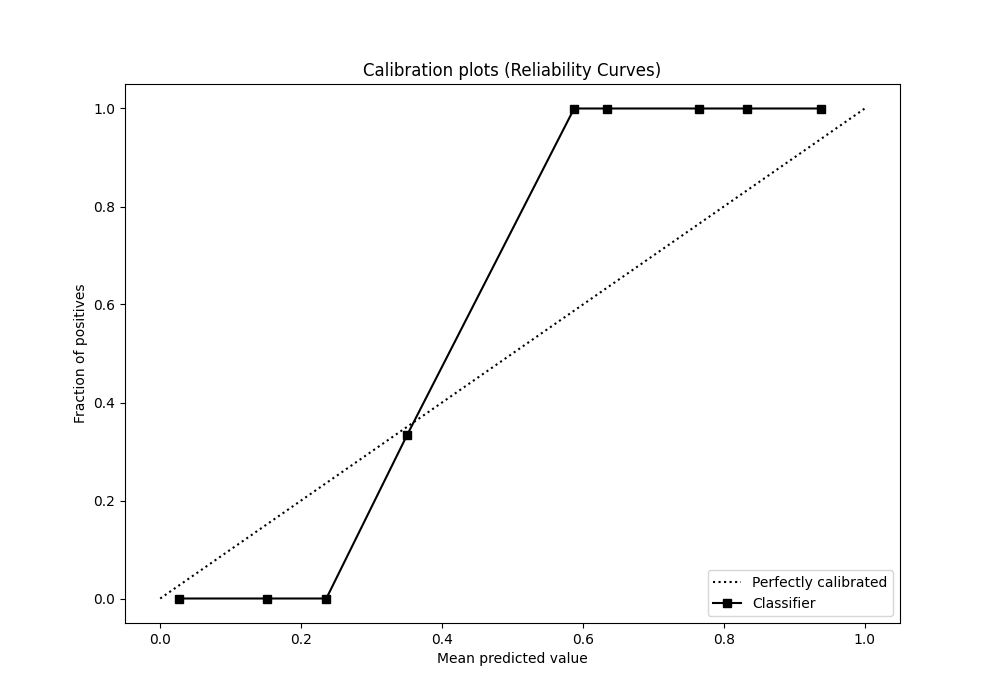 Calibration plots (Reliability Curves)
1.0
0.8
0.6
0.4
0.2
0.0
Fraction of positives
Perfectly calibrated
Classifier
0.0 0.2 0.4 0.6 0.8 1.0
Mean predicted value